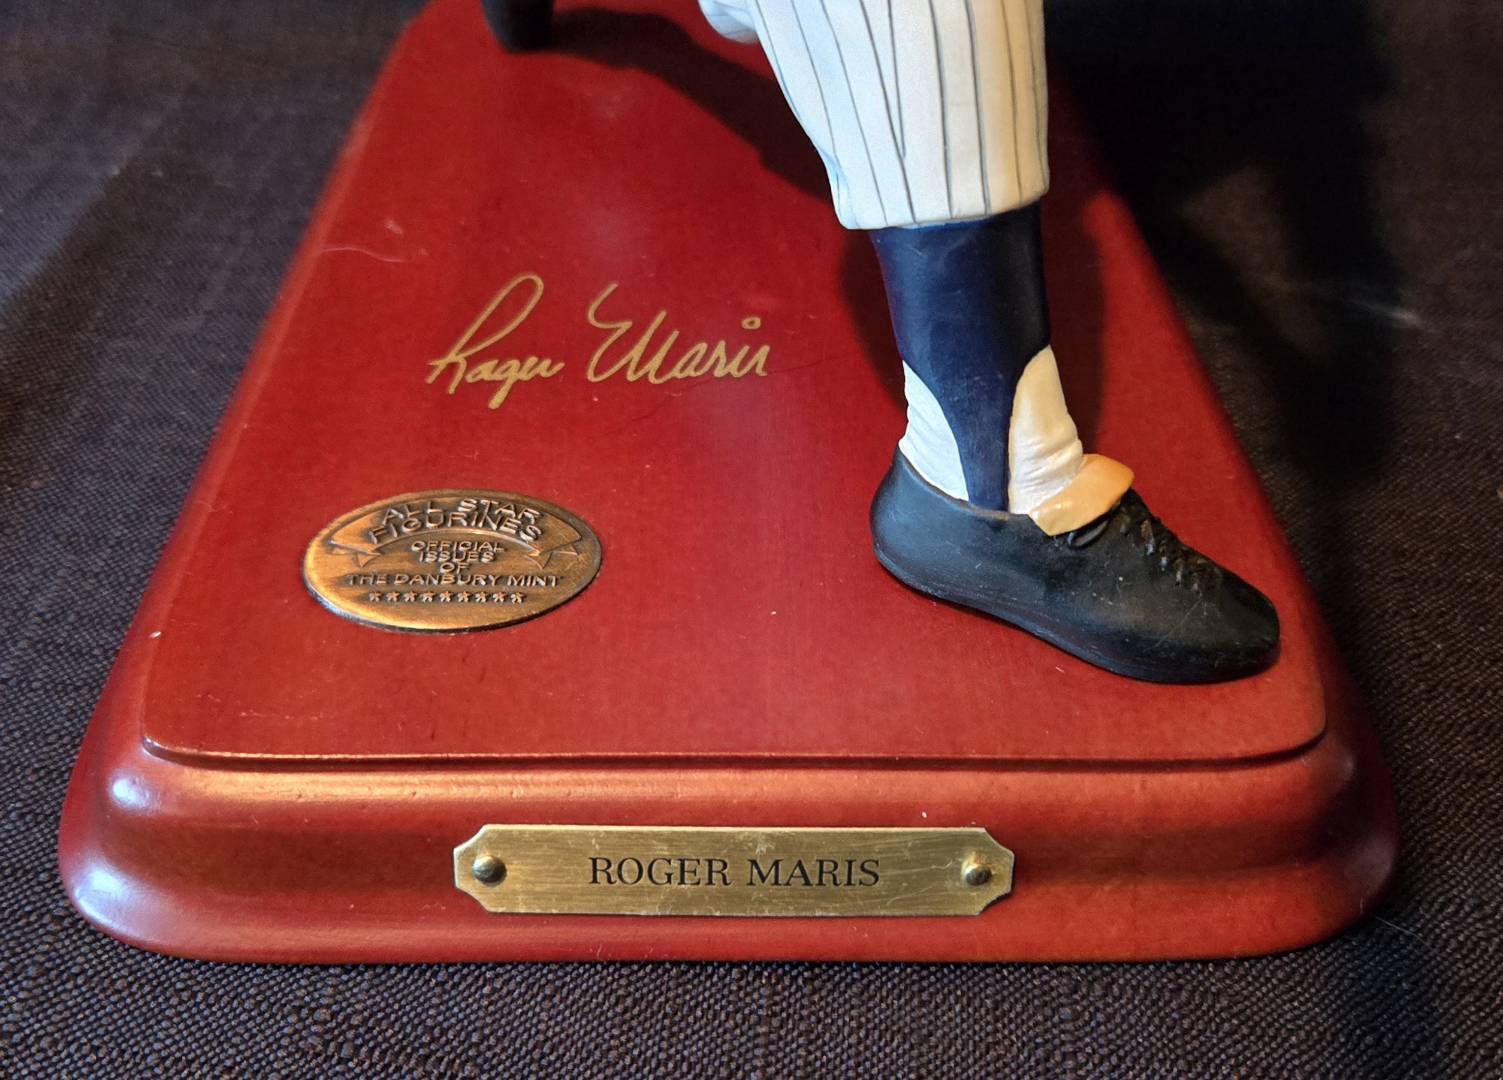 Roger Maris
ALL STAR
FIGURINES
OFFICIAL
ISSUES
OF
THE DANBURY MINT
ROGER MARIS